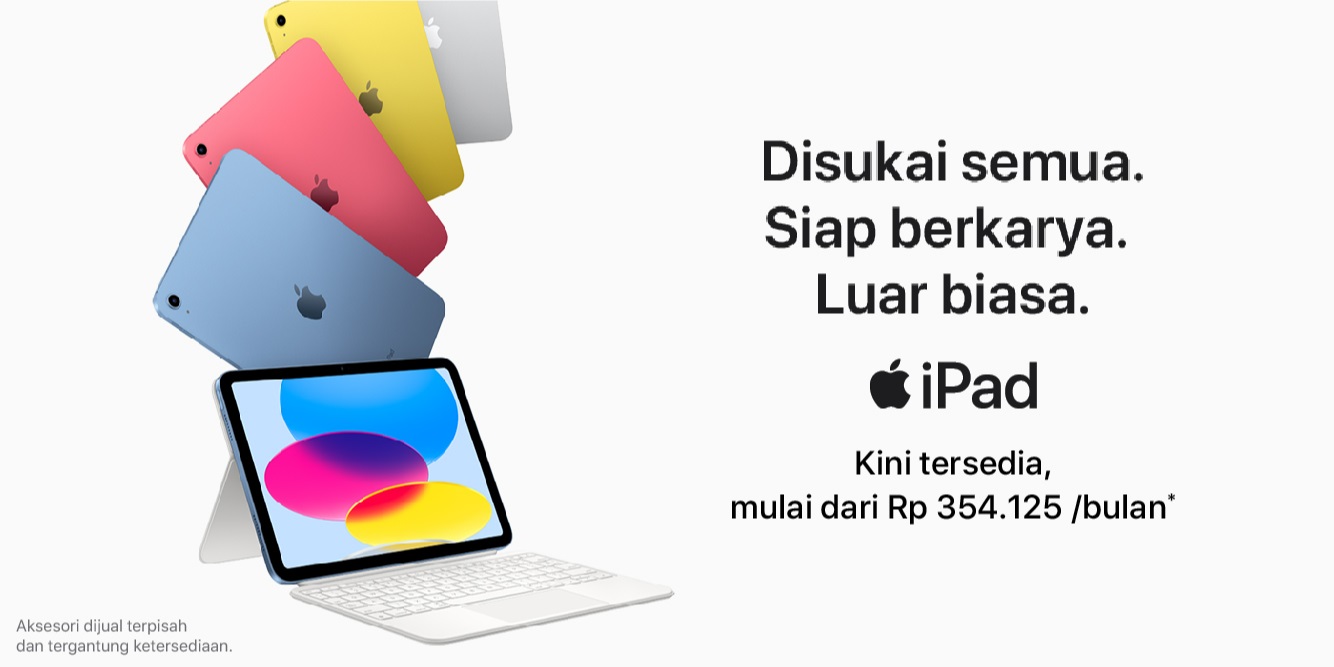 Disukai semua.
Siap berkarya.
Luar biasa.
iPad
Kini tersedia,
mulai dari Rp 354.125 /bulan*
Aksesori dijual terpisah
dan tergantung ketersediaan.